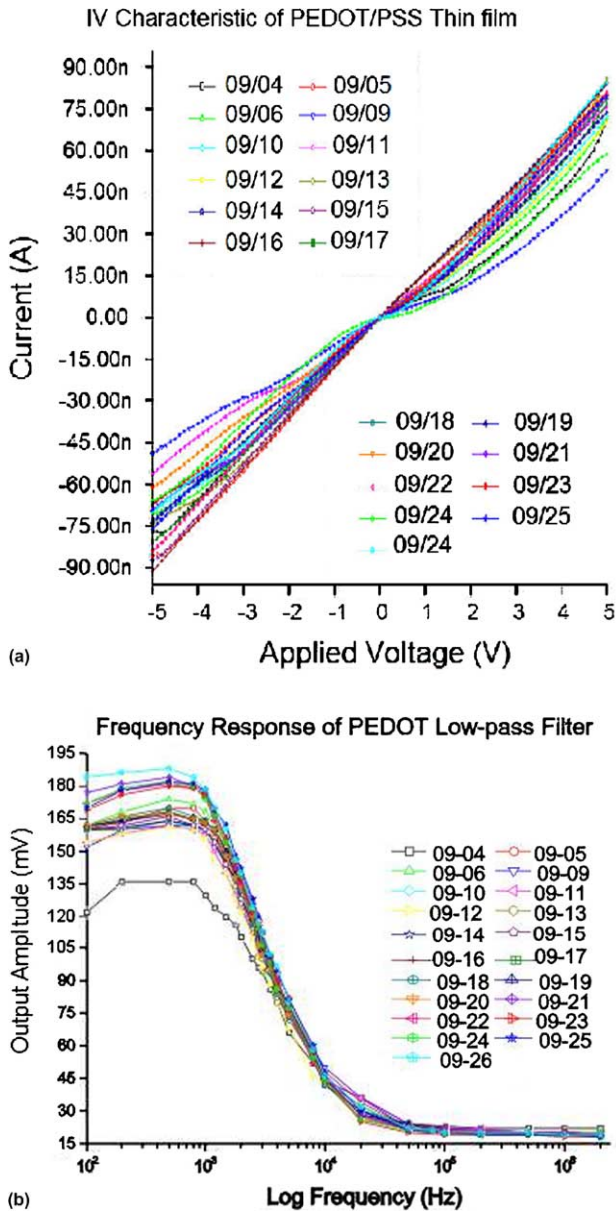 IV Characteristic of PEDOT/PSS Thin film
90.00n
75.00n
60.00n
45.00n
30.00n
15.00n
0.00
-15.00n
-30.00n
-45.00n
-60.00n
-75.00n
-90.00n
Current (A)
09/04 09/05
09/06 09/09
09/10 09/11
09/12 09/13
09/14 09/15
09/16 09/17
09/18 09/19
09/20 09/21
09/22 09/23
09/24 09/25
09/24
-5 -4 -3 -2 -1 0 1 2 3 4 5
(a) Applied Voltage (V)
Frequency Response of PEDOT Low-pass Filter
195
180
165
150
135
120
105
90
75
60
45
30
15
Output Amplitude (mV)
09-04 09-05
09-06 09-09
09-10 09-11
09-12 09-13
09-14 09-15
09-16 09-17
09-18 09-19
09-20 09-21
09-22 09-23
09-24 09-25
09-26
10² 10³ 10⁴ 10⁵ 10⁶
(b) Log Frequency (Hz)